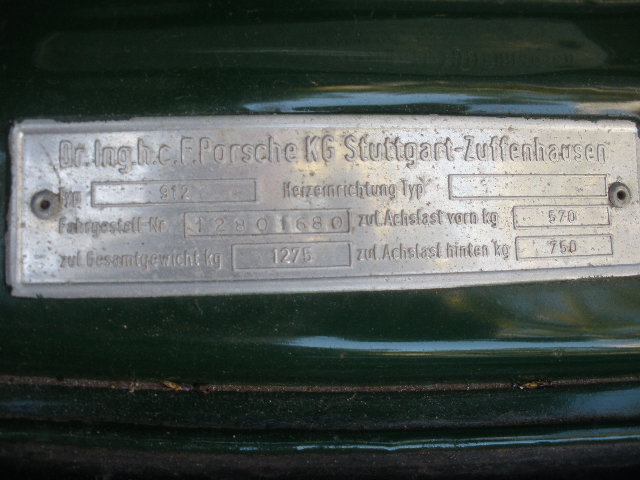 Dr. Ing.h.c.F.Porsche KG Stuttgart-Zuffenhausen
Typ 912 Heizeinrichtung Typ
Fahrgestell-Nr 12801680 zul Achslast vorn kg 570
zul Gesamtgewicht kg 1275 zul Achslast hinten kg 750